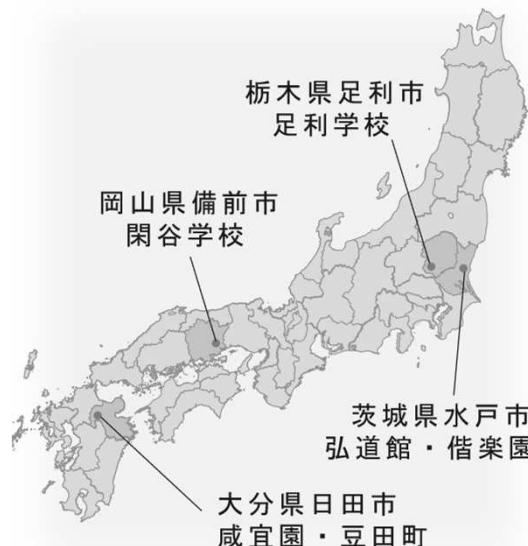 栃木県足利市
足利学校
岡山県備前市
閑谷学校
茨城県水戸市
弘道館・偕楽園
大分県日田市
咸宜園・豆田町